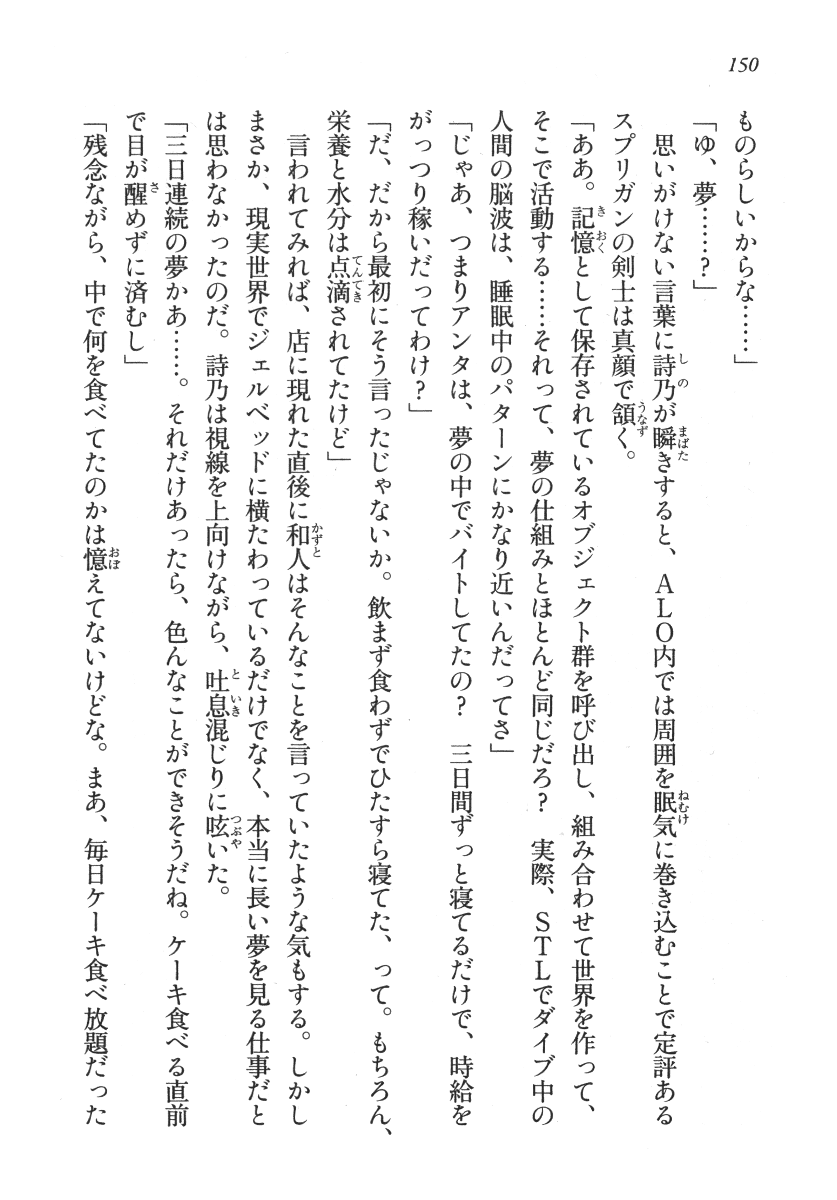 150
ものらしいからな……」
「ゆ、夢……？」
　思いがけない言葉に詩乃が瞬きすると、ＡＬＯ内では周囲を眠気に巻き込むことで定評ある
スプリガンの剣士は真顔で頷く。
「ああ。記憶として保存されているオブジェクト群を呼び出し、組み合わせて世界を作って、
そこで活動する……それって、夢の仕組みとほとんど同じだろ？　実際、ＳＴＬでダイブ中の
人間の脳波は、睡眠中のパターンにかなり近いんだってさ」
「じゃあ、つまりアンタは、夢の中でバイトしてたの？　三日間ずっと寝てるだけで、時給を
がっつり稼いだってわけ？」
「だ、だから最初にそう言ったじゃないか。飲まず食わずでひたすら寝てた、って。もちろん、
栄養と水分は点滴されてたけど」
　言われてみれば、店に現れた直後に和人はそんなことを言っていたような気もする。しかし
まさか、現実世界でジェルベッドに横たわっているだけでなく、本当に長い夢を見る仕事だと
は思わなかったのだ。詩乃は視線を上向けながら、吐息混じりに呟いた。
「三日連続の夢かあ……。それだけあったら、色んなことができそうだね。ケーキ食べる直前
で目が醒めずに済むし」
「残念ながら、中で何を食べてたのかは憶えてないけどな。まあ、毎日ケーキ食べ放題だった